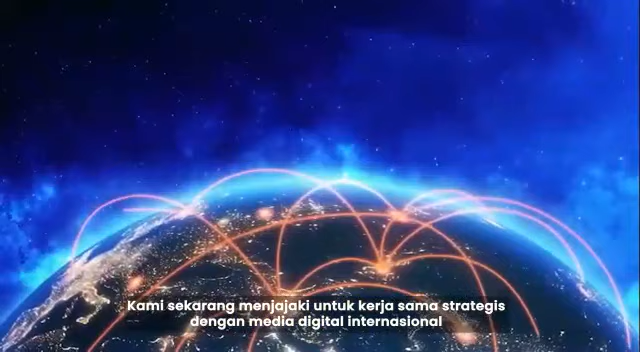 Kami sekarang menjajaki untuk kerja sama strategis
dengan media digital internasional